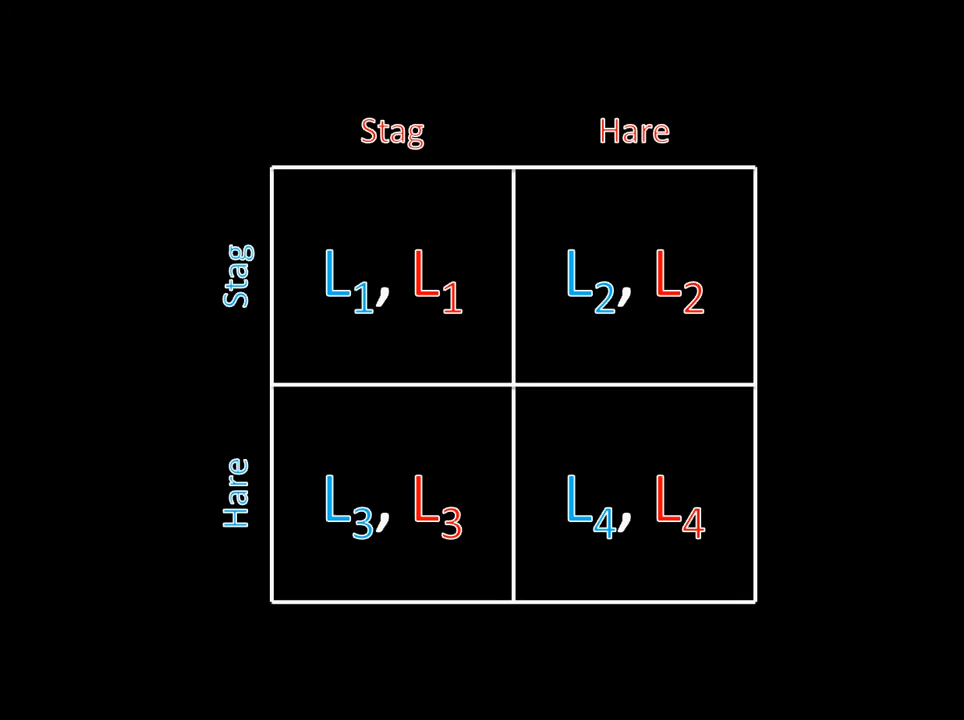 Stag Hare
Stag
L1, L1 L2, L2
Hare
L3, L3 L4, L4